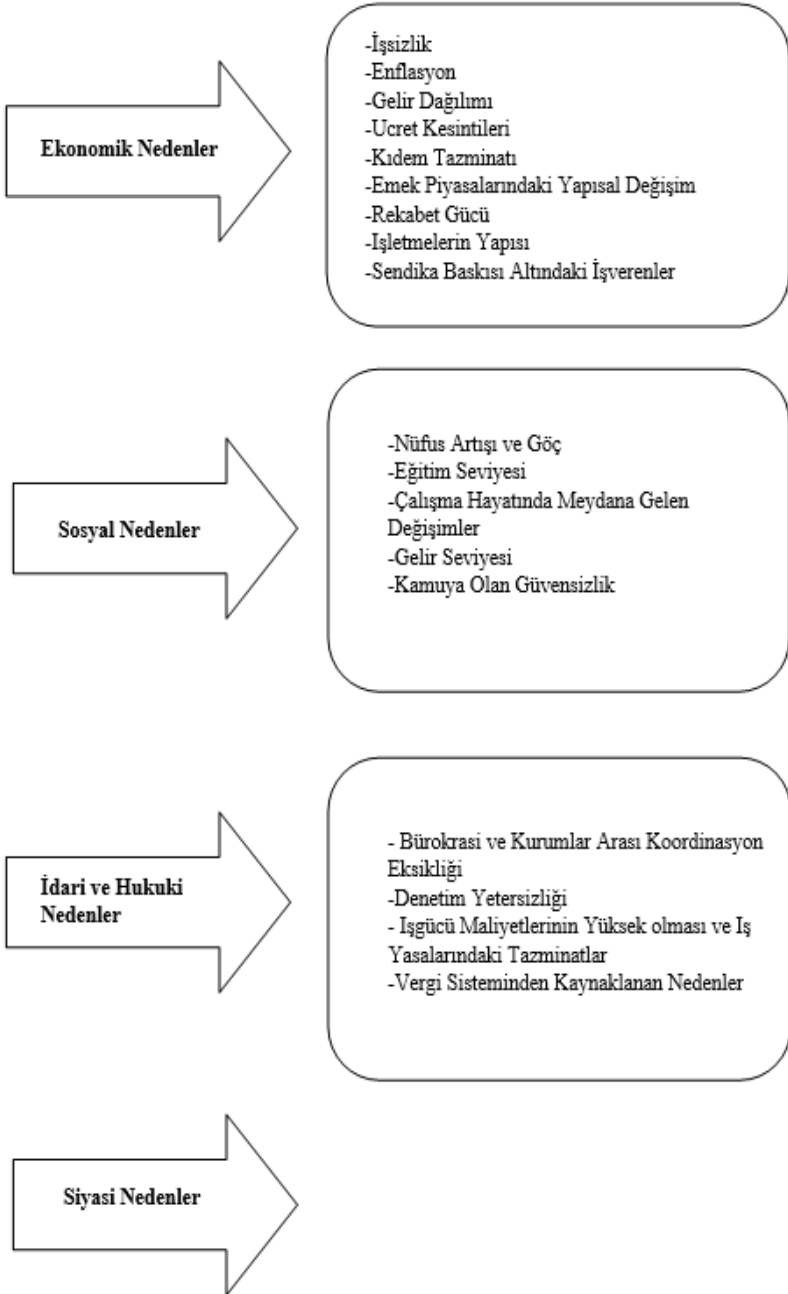 Ekonomik Nedenler
-İşsizlik
-Enflasyon
-Gelir Dağılımı
-Ucret Kesintileri
-Kıdem Tazminatı
-Emek Piyasalarındaki Yapısal Değişim
-Rekabet Gücü
-Işletmelerin Yapısı
-Sendika Baskısı Altındaki İşverenler
Sosyal Nedenler
-Nüfus Artışı ve Göç
-Eğitim Seviyesi
-Çalışma Hayatında Meydana Gelen
Değişimler
-Gelir Seviyesi
-Kamuya Olan Güvensizlik
İdari ve Hukuki
Nedenler
- Bürokrasi ve Kurumlar Arası Koordinasyon
Eksikliği
-Denetim Yetersizliği
- Işgücü Maliyetlerinin Yüksek olması ve Iş
Yasalarındaki Tazminatlar
-Vergi Sisteminden Kaynaklanan Nedenler
Siyasi Nedenler